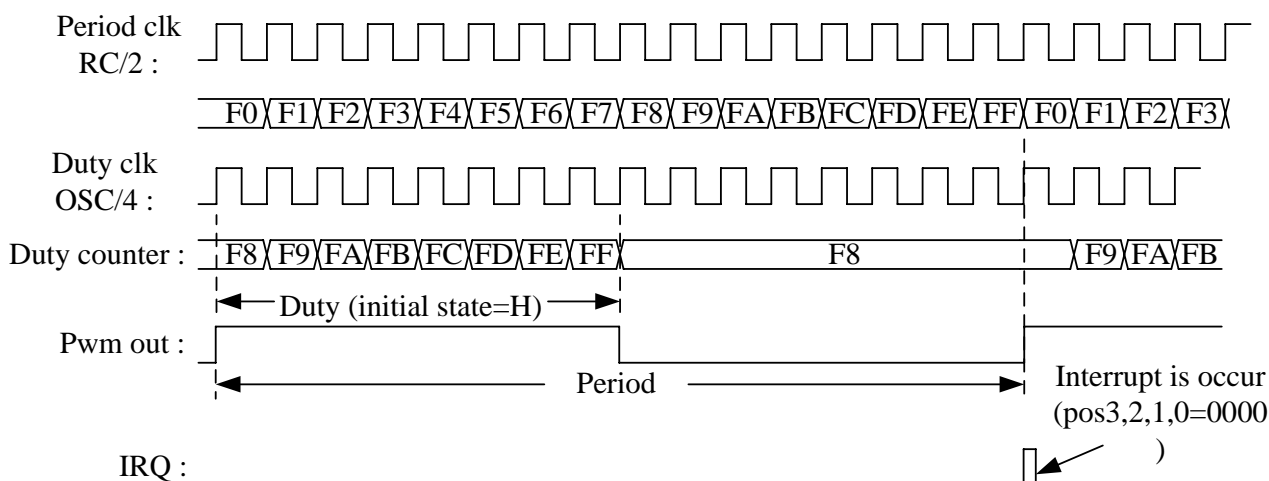 Period clk
RC/2 :
F0 F1 F2 F3 F4 F5 F6 F7 F8 F9 FA FB FC FD FE FF F0 F1 F2 F3
Duty clk
OSC/4 :
Duty counter : F8 F9 FA FB FC FD FE FF F8 F9 FA FB
Duty (initial state=H)
Pwm out :
Period
Interrupt is occur
(pos3,2,1,0=0000
)
IRQ :